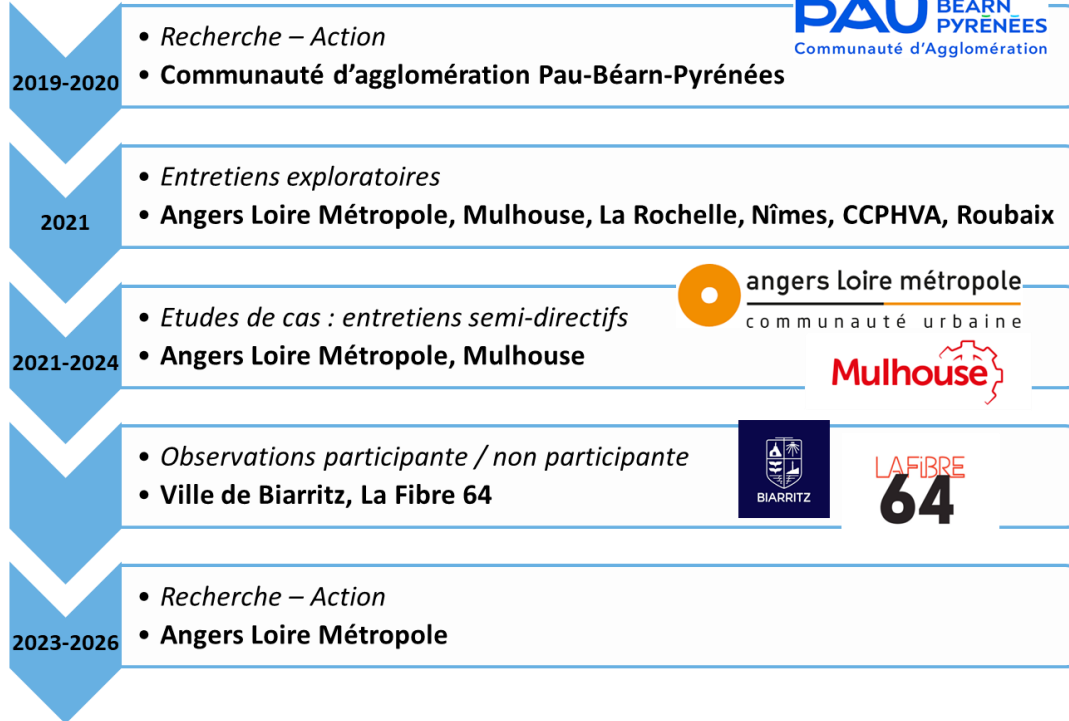 PAU BÉARN
PYRÉNÉES
Communauté d'Agglomération
2019-2020
• Recherche – Action
• Communauté d’agglomération Pau-Béarn-Pyrénées
2021
• Entretiens exploratoires
• Angers Loire Métropole, Mulhouse, La Rochelle, Nîmes, CCPHVA, Roubaix
angers Loire métropole
communauté urbaine
2021-2024
• Etudes de cas : entretiens semi-directifs
• Angers Loire Métropole, Mulhouse
Mulhouse
• Observations participante / non participante
• Ville de Biarritz, La Fibre 64
BIARRITZ
LAFiBRE
64
2023-2026
• Recherche – Action
• Angers Loire Métropole